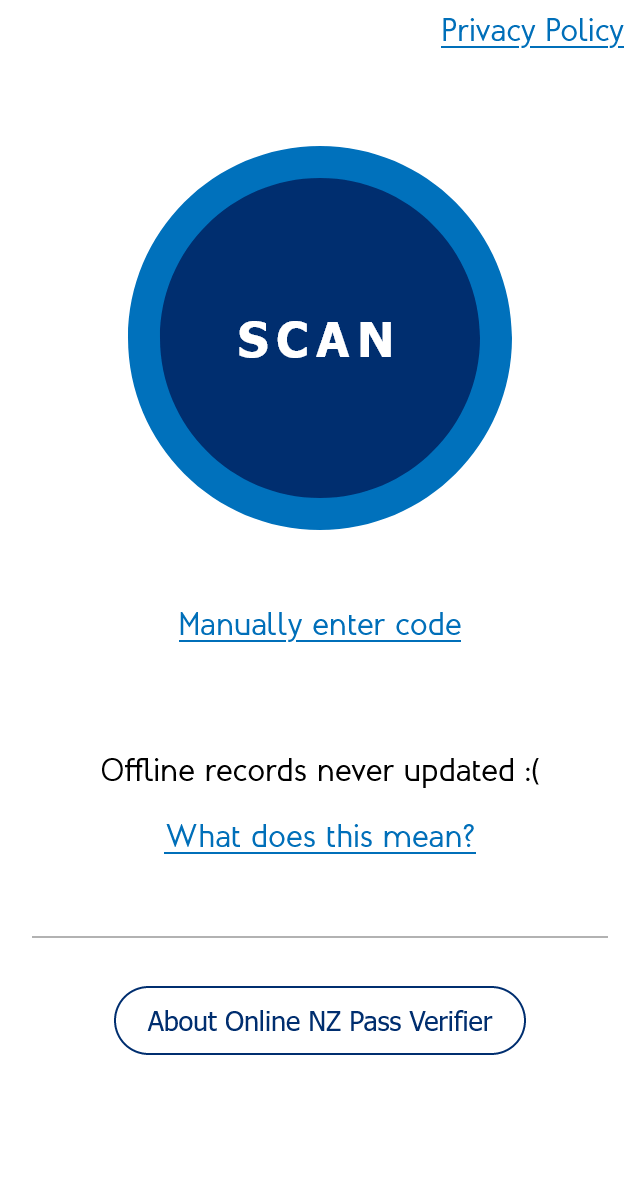 Privacy Policy
SCAN
Manually enter code
Offline records never updated :(
What does this mean?
About Online NZ Pass Verifier